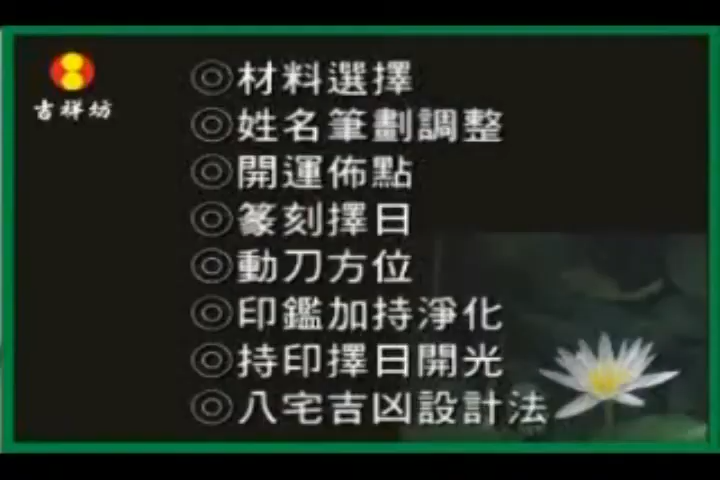 吉祥坊
◎材料選擇
◎姓名筆劃調整
◎開運佈點
◎篆刻擇日
◎動刀方位
◎印鑑加持淨化
◎持印擇日開光
◎八宅吉凶設計法